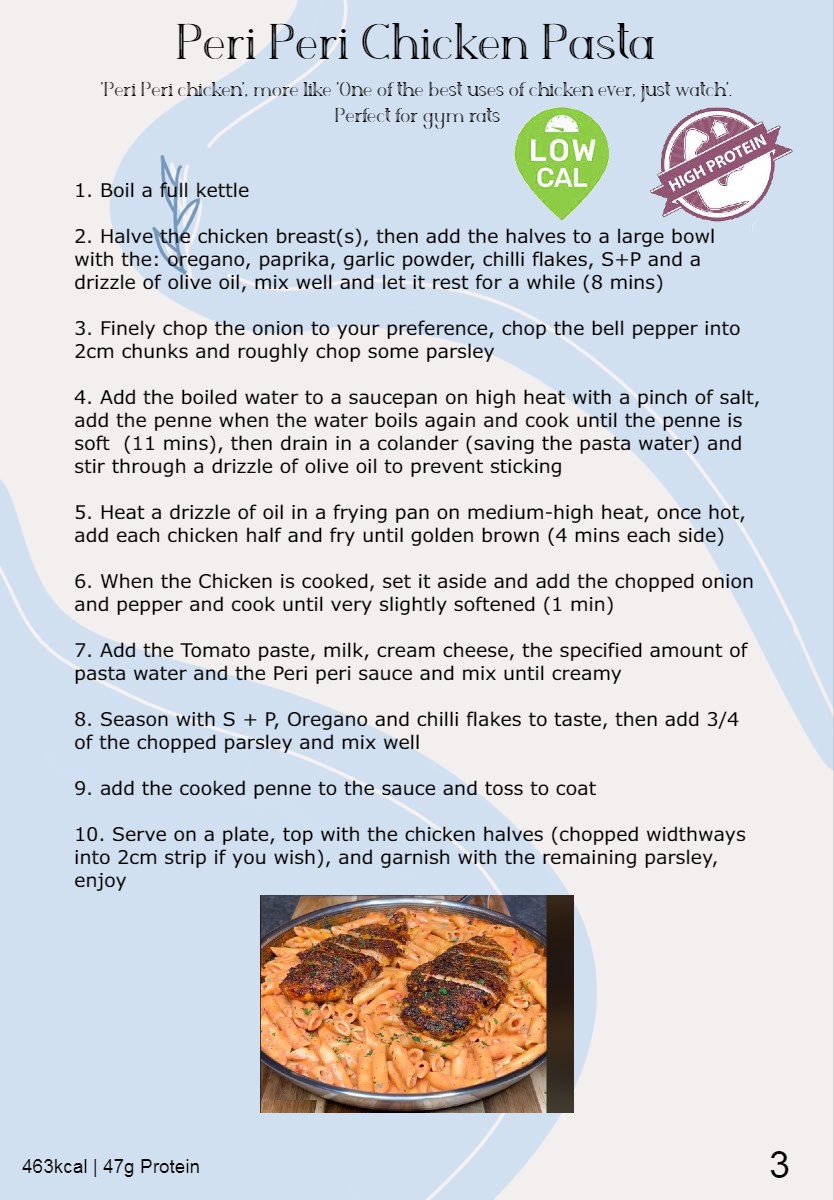 Peri Peri Chicken Pasta
'Peri Peri chicken', more like 'One of the best uses of chicken ever, just watch'.
Perfect for gym rats
LOW
CAL
HIGH PROTEIN
1. Boil a full kettle
2. Halve the chicken breast(s), then add the halves to a large bowl
with the: oregano, paprika, garlic powder, chilli flakes, S+P and a
drizzle of olive oil, mix well and let it rest for a while (8 mins)
3. Finely chop the onion to your preference, chop the bell pepper into
2cm chunks and roughly chop some parsley
4. Add the boiled water to a saucepan on high heat with a pinch of salt,
add the penne when the water boils again and cook until the penne is
soft  (11 mins), then drain in a colander (saving the pasta water) and
stir through a drizzle of olive oil to prevent sticking
5. Heat a drizzle of oil in a frying pan on medium-high heat, once hot,
add each chicken half and fry until golden brown (4 mins each side)
6. When the Chicken is cooked, set it aside and add the chopped onion
and pepper and cook until very slightly softened (1 min)
7. Add the Tomato paste, milk, cream cheese, the specified amount of
pasta water and the Peri peri sauce and mix until creamy
8. Season with S + P, Oregano and chilli flakes to taste, then add 3/4
of the chopped parsley and mix well
9. add the cooked penne to the sauce and toss to coat
10. Serve on a plate, top with the chicken halves (chopped widthways
into 2cm strip if you wish), and garnish with the remaining parsley,
enjoy
463kcal | 47g Protein
3